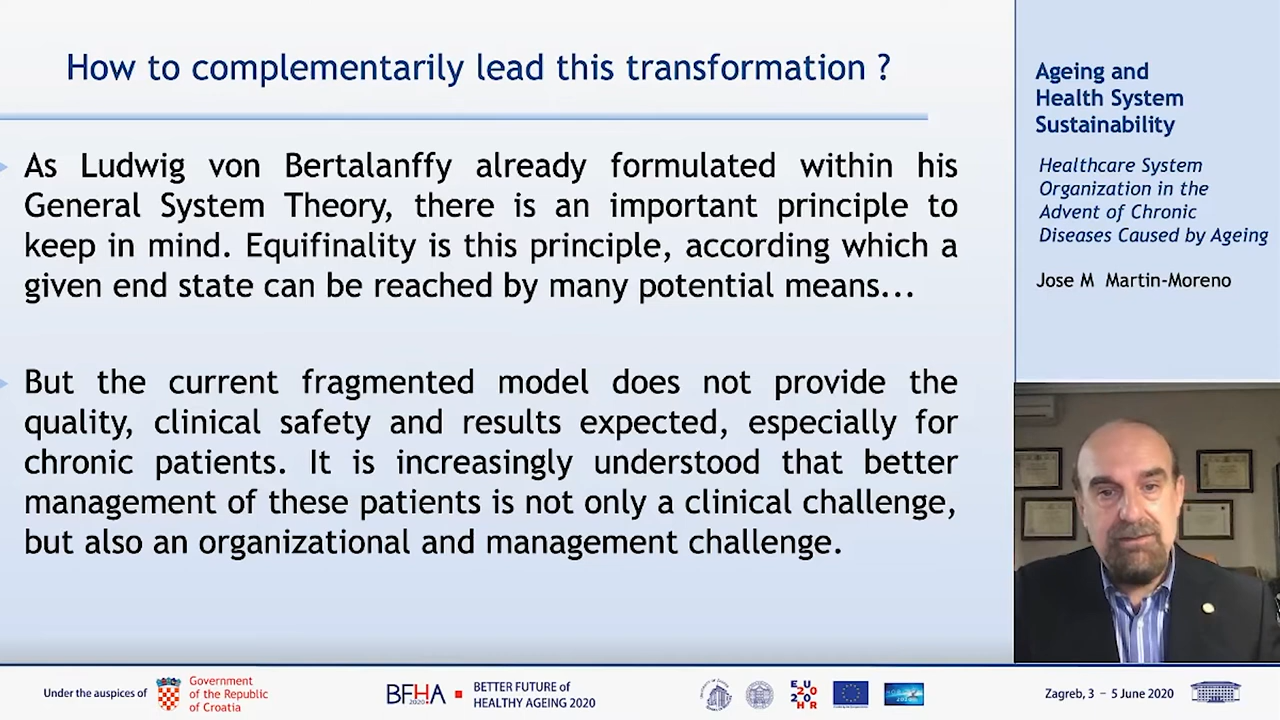 How to complementarily lead this transformation ?
As Ludwig von Bertalanffy already formulated within his
General System Theory, there is an important principle to
keep in mind. Equifinality is this principle, according which a
given end state can be reached by many potential means...
But the current fragmented model does not provide the
quality, clinical safety and results expected, especially for
chronic patients. It is increasingly understood that better
management of these patients is not only a clinical challenge,
but also an organizational and management challenge.
Ageing and
Health System
Sustainability
Healthcare System
Organization in the
Advent of Chronic
Diseases Caused by Ageing
Jose M Martin-Moreno
Under the auspices of
Government
of the Republic
of Croatia
BFHA
2020
BETTER FUTURE of
HEALTHY AGEING 2020
EU
20
20
HR
Zagreb, 3 – 5 June 2020